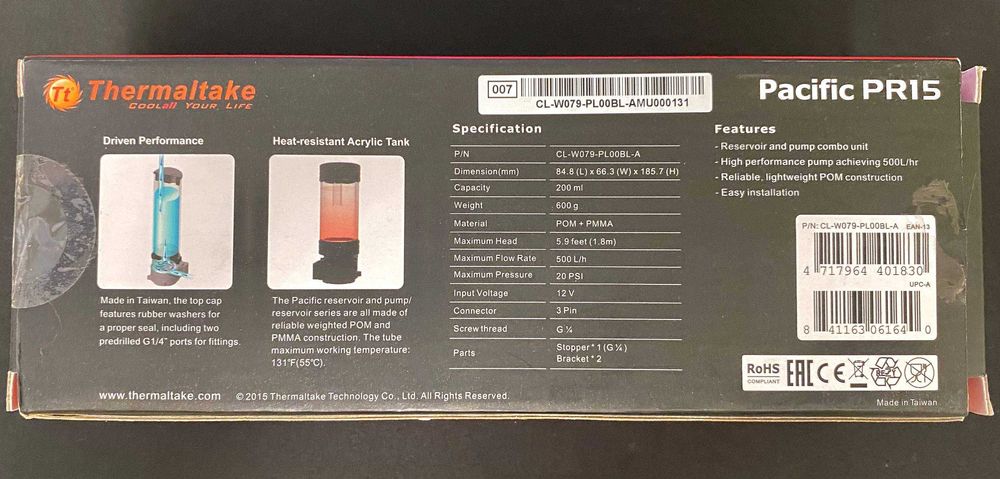 Tt Thermaltake
COOLall YOUR LIFE
007
CL-W079-PL00BL-AMU000131
Pacific PR15
Driven Performance
Made in Taiwan, the top cap
features rubber washers for
a proper seal, including two
predrilled G1/4" ports for fittings.
Heat-resistant Acrylic Tank
The Pacific reservoir and pump/
reservoir series are all made of
reliable weighted POM and
PMMA construction. The tube
maximum working temperature:
131°F(55°C).
Specification
P/N CL-W079-PL00BL-A
Dimension(mm) 84.8 (L) x 66.3 (W) x 185.7 (H)
Capacity 200 ml
Weight 600 g
Material POM + PMMA
Maximum Head 5.9 feet (1.8m)
Maximum Flow Rate 500 L/h
Maximum Pressure 20 PSI
Input Voltage 12 V
Connector 3 Pin
Screw thread G ¼
Parts Stopper * 1 (G ¼)
Bracket * 2
Features
- Reservoir and pump combo unit
- High performance pump achieving 500L/hr
- Reliable, lightweight POM construction
- Easy installation
P/N: CL-W079-PL00BL-A EAN-13
4 717964 401830
UPC-A
8 41163 06164 0
RoHS
COMPLIANT
EAC CE
www.thermaltake.com © 2015 Thermaltake Technology Co., Ltd. All Rights Reserved.
Made in Taiwan